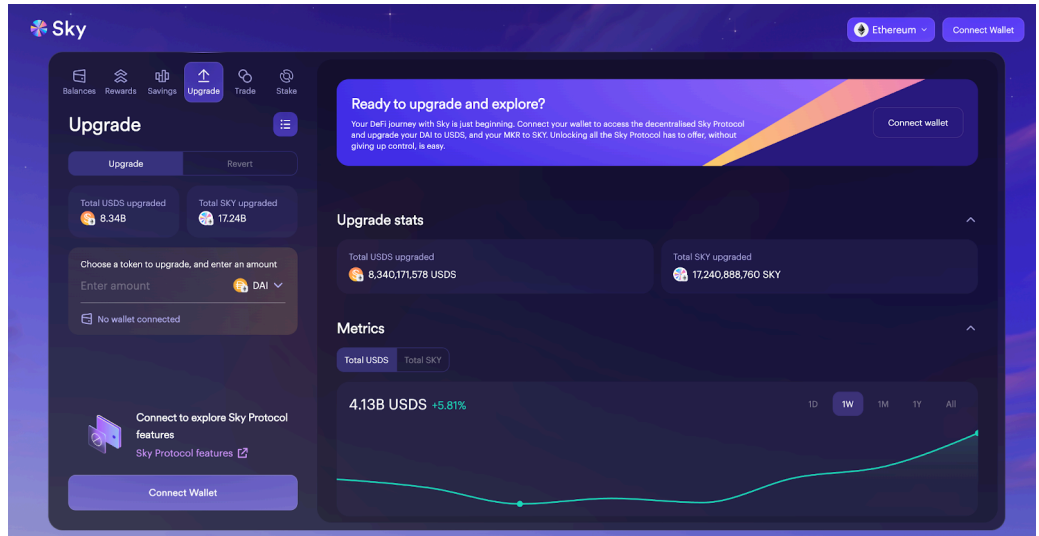 Sky
Ethereum
Connect Wallet
Balances
Rewards
Savings
Upgrade
Trade
Stake
Upgrade
Upgrade
Revert
Total USDS upgraded
8.34B
Total SKY upgraded
17.24B
Choose a token to upgrade, and enter an amount
Enter amount
DAI
No wallet connected
Connect to explore Sky Protocol
features
Sky Protocol features
Connect Wallet
Ready to upgrade and explore?
Your DeFi journey with Sky is just beginning. Connect your wallet to access the decentralised Sky Protocol
and upgrade your DAI to USDS, and your MKR to SKY. Unlocking all the Sky Protocol has to offer, without
giving up control, is easy.
Connect wallet
Upgrade stats
Total USDS upgraded
8,340,171,578 USDS
Total SKY upgraded
17,240,888,760 SKY
Metrics
Total USDS
Total SKY
4.13B USDS +5.81%
1D
1W
1M
1Y
All